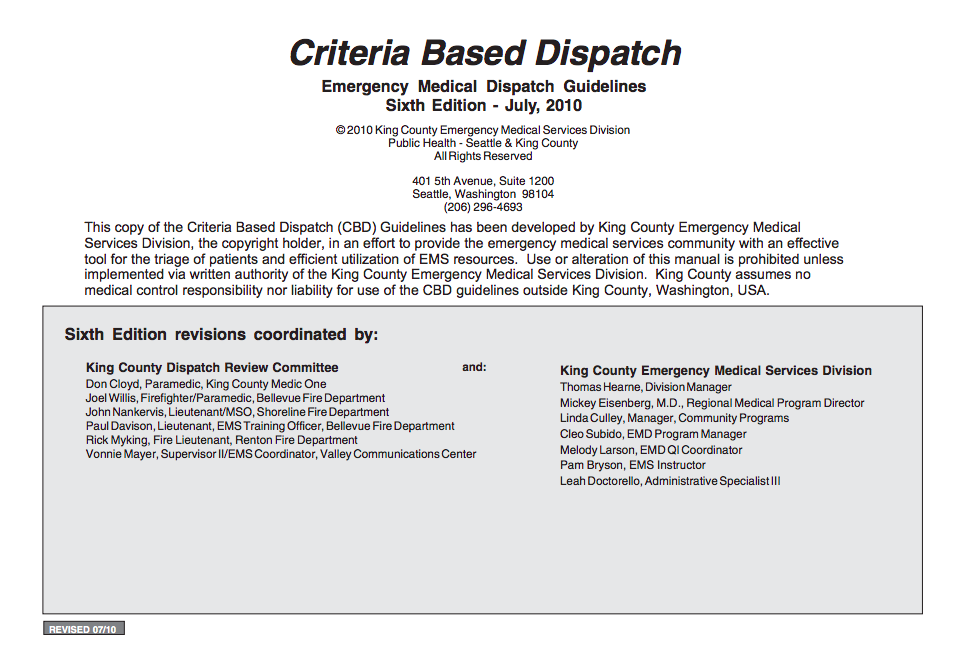 Criteria Based Dispatch
Emergency Medical Dispatch Guidelines
Sixth Edition - July, 2010
©2010 King County Emergency Medical Services Division
Public Health - Seattle & King County
All Rights Reserved
401 5th Avenue, Suite 1200
Seattle, Washington 98104
(206) 296-4693
This copy of the Criteria Based Dispatch (CBD) Guidelines has been developed by King County Emergency Medical
Services Division, the copyright holder, in an effort to provide the emergency medical services community with an effective
tool for the triage of patients and efficient utilization of EMS resources. Use or alteration of this manual is prohibited unless
implemented via written authority of the King County Emergency Medical Services Division. King County assumes no
medical control responsibility nor liability for use of the CBD guidelines outside King County, Washington, USA.
Sixth Edition revisions coordinated by:
King County Dispatch Review Committee
Don Cloyd, Paramedic, King County Medic One
Joel Willis, Firefighter/Paramedic, Bellevue Fire Department
John Nankervis, Lieutenant/MSO, Shoreline Fire Department
Paul Davison, Lieutenant, EMS Training Officer, Bellevue Fire Department
Rick Myking, Fire Lieutenant, Renton Fire Department
Vonnie Mayer, Supervisor II/EMS Coordinator, Valley Communications Center
and:
King County Emergency Medical Services Division
Thomas Hearne, Division Manager
Mickey Eisenberg, M.D., Regional Medical Program Director
Linda Culley, Manager, Community Programs
Cleo Subido, EMD Program Manager
Melody Larson, EMD QI Coordinator
Pam Bryson, EMS Instructor
Leah Doctorello, Administrative Specialist III
REVISED 07/10